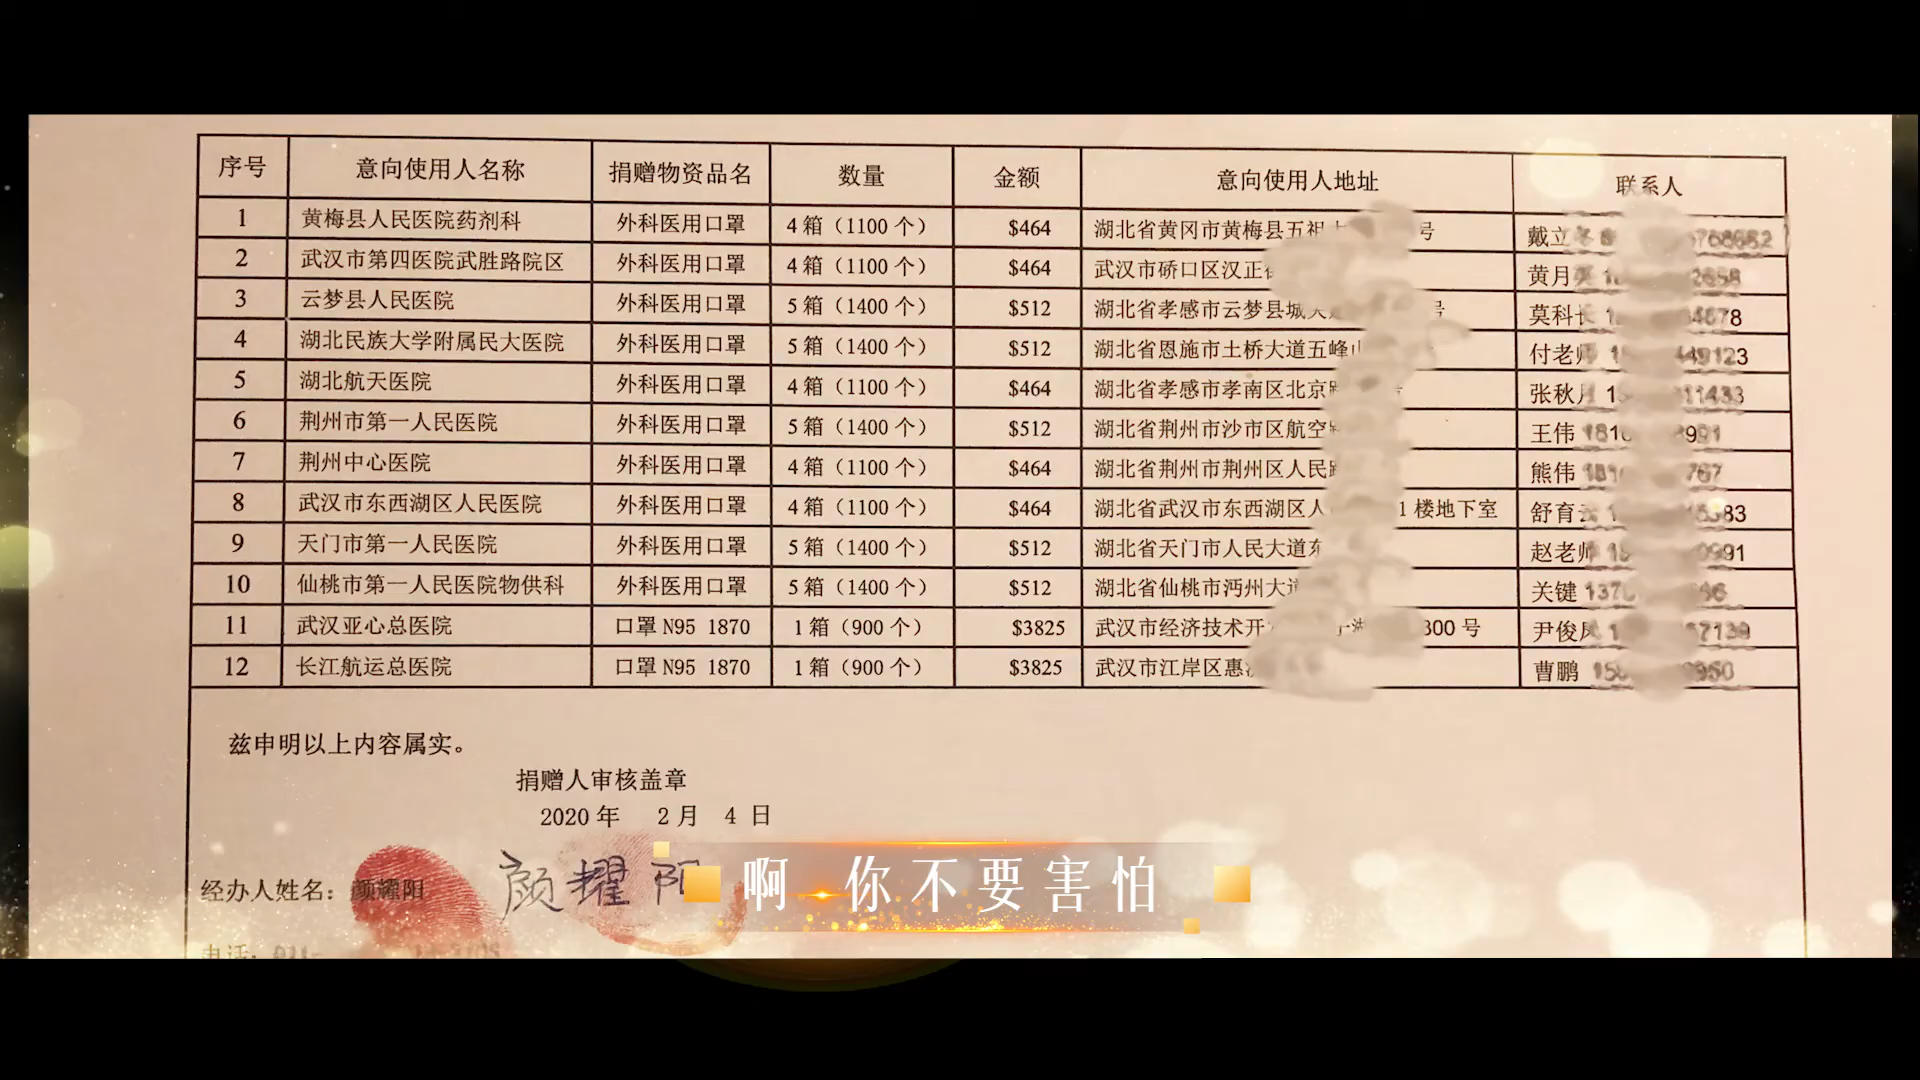 序号 意向使用人名称 捐赠物资品名 数量 金额 意向使用人地址 联系人
1 黄梅县人民医院药剂科 外科医用口罩 4箱（1100个） $464 湖北省黄冈市黄梅县五祖 号 戴立
2 武汉市第四医院武胜路院区 外科医用口罩 4箱（1100个） $464 武汉市硚口区汉正 黄月
3 云梦县人民医院 外科医用口罩 5箱（1400个） $512 湖北省孝感市云梦县城 号 莫科
4 湖北民族大学附属民大医院 外科医用口罩 5箱（1400个） $512 湖北省恩施市土桥大道五峰山 付老师
5 湖北航天医院 外科医用口罩 4箱（1100个） $464 湖北省孝感市孝南区北京路 张秋
6 荆州市第一人民医院 外科医用口罩 5箱（1400个） $512 湖北省荆州市沙市区航空路 王伟
7 荆州中心医院 外科医用口罩 4箱（1100个） $464 湖北省荆州市荆州区人民路 熊伟
8 武汉市东西湖区人民医院 外科医用口罩 4箱（1100个） $464 湖北省武汉市东西湖区人 1楼地下室 舒育
9 天门市第一人民医院 外科医用口罩 5箱（1400个） $512 湖北省天门市人民大道东 赵老师
10 仙桃市第一人民医院物供科 外科医用口罩 5箱（1400个） $512 湖北省仙桃市沔州大道 关键
11 武汉亚心总医院 口罩N95 1870 1箱（900个） $3825 武汉市经济技术开 300号 尹俊
12 长江航运总医院 口罩N95 1870 1箱（900个） $3825 武汉市江岸区惠 曹鹏
兹申明以上内容属实。
捐赠人审核盖章
2020年 2月 4日
经办人姓名：颜耀阳 颜耀阳
啊 你不要害怕